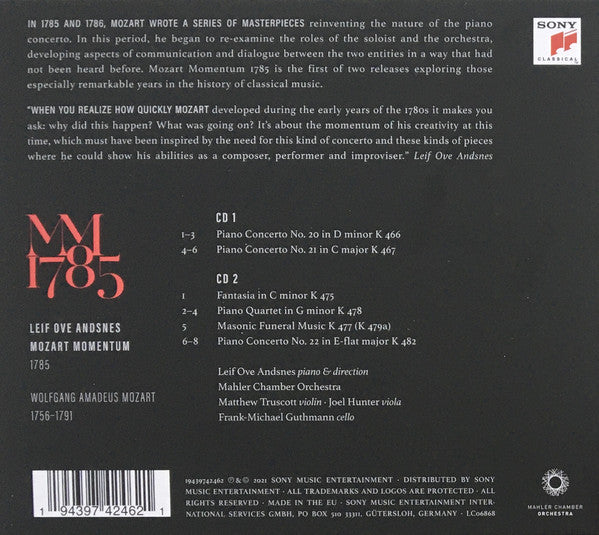 IN 1785 AND 1786, MOZART WROTE A SERIES OF MASTERPIECES reinventing the nature of the piano
concerto. In this period, he began to re-examine the roles of the soloist and the orchestra,
developing aspects of communication and dialogue between the two entities in a way that had
not been heard before. Mozart Momentum 1785 is the first of two releases exploring those
especially remarkable years in the history of classical music.
SONY
CLASSICAL
"WHEN YOU REALIZE HOW QUICKLY MOZART developed during the early years of the 1780s it makes you
ask: why did this happen? What was going on? It's about the momentum of his creativity at this
time, which must have been inspired by the need for this kind of concerto and these kinds of pieces
where he could show his abilities as a composer, performer and improviser." Leif Ove Andsnes
MM
1785
LEIF OVE ANDSNES
MOZART MOMENTUM
1785
WOLFGANG AMADEUS MOZART
1756–1791
CD 1
1–3 Piano Concerto No. 20 in D minor K 466
4–6 Piano Concerto No. 21 in C major K 467
CD 2
1 Fantasia in C minor K 475
2–4 Piano Quartet in G minor K 478
5 Masonic Funeral Music K 477 (K 479a)
6–8 Piano Concerto No. 22 in E-flat major K 482
Leif Ove Andsnes piano & direction
Mahler Chamber Orchestra
Matthew Truscott violin · Joel Hunter viola
Frank-Michael Guthmann cello
1 94397 42462 1
19439742462 ℗ & © 2021 SONY MUSIC ENTERTAINMENT · DISTRIBUTED BY SONY
MUSIC ENTERTAINMENT · ALL TRADEMARKS AND LOGOS ARE PROTECTED · ALL
RIGHTS RESERVED · MADE IN THE EU · SONY MUSIC ENTERTAINMENT INTER-
NATIONAL SERVICES GMBH, PO BOX 510 33311, GÜTERSLOH, GERMANY · LC06868
MAHLER CHAMBER
ORCHESTRA